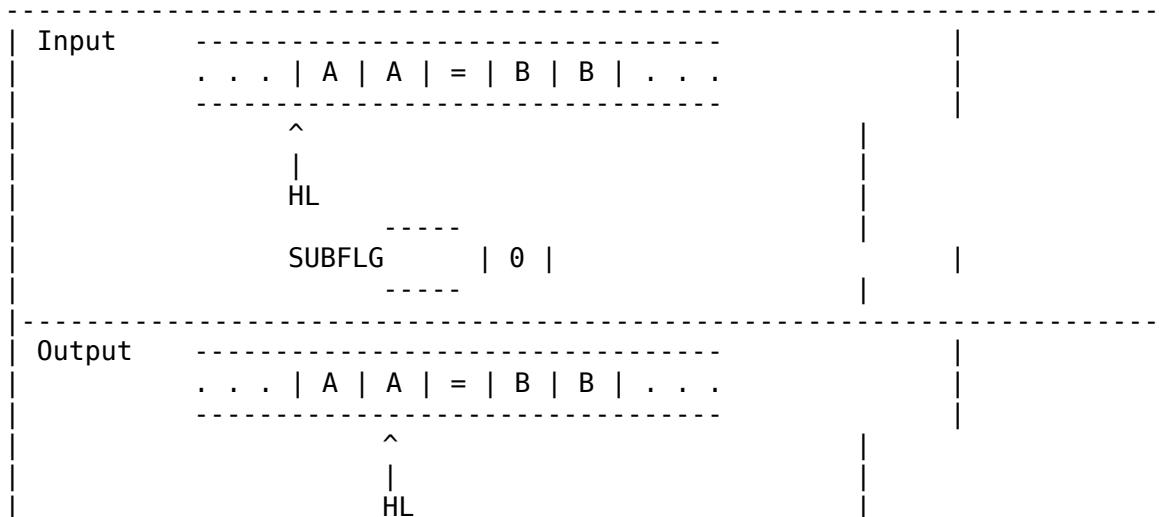 ------------------------------------------------------------------------
| Input      ---------------------------------               |
|            . . . | A | A | = | B | B | . . .               |
|            ---------------------------------               |
|                  ^                                   |
|                  |                                   |
|                  HL                                  |
|                        -----                         |
|                  SUBFLG      | 0 |                         |
|                        -----                         |
|-----------------------------------------------------------------------
| Output     ---------------------------------               |
|            . . . | A | A | = | B | B | . . .               |
|            ---------------------------------               |
|                        ^                             |
|                        |                             |
|                        HL                            |